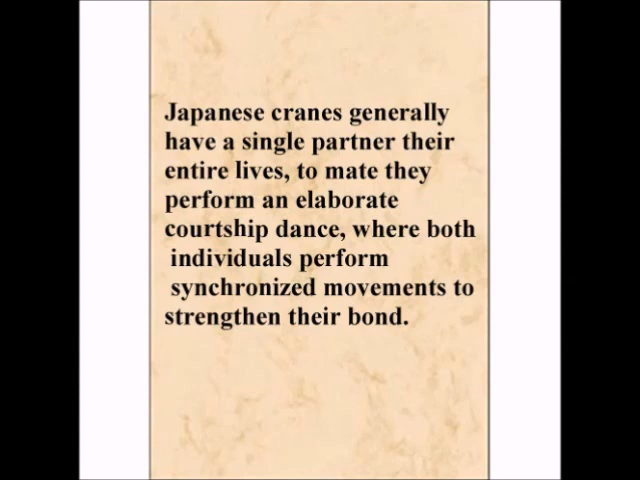 Japanese cranes generally
have a single partner their
entire lives, to mate they
perform an elaborate
courtship dance, where both
individuals perform
synchronized movements to
strengthen their bond.